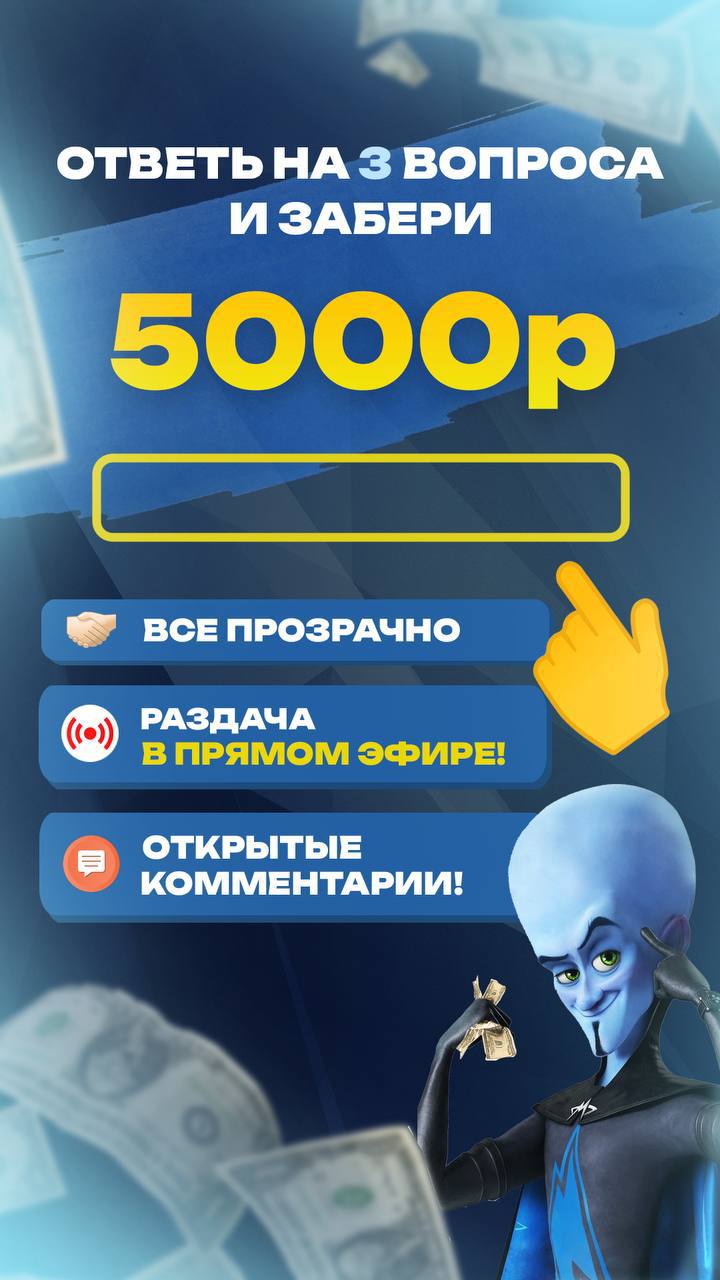 ОТВЕТЬ НА 3 ВОПРОСА
И ЗАБЕРИ
5000р
ВСЕ ПРОЗРАЧНО
РАЗДАЧА
В ПРЯМОМ ЭФИРЕ!
ОТКРЫТЫЕ
КОММЕНТАРИИ!